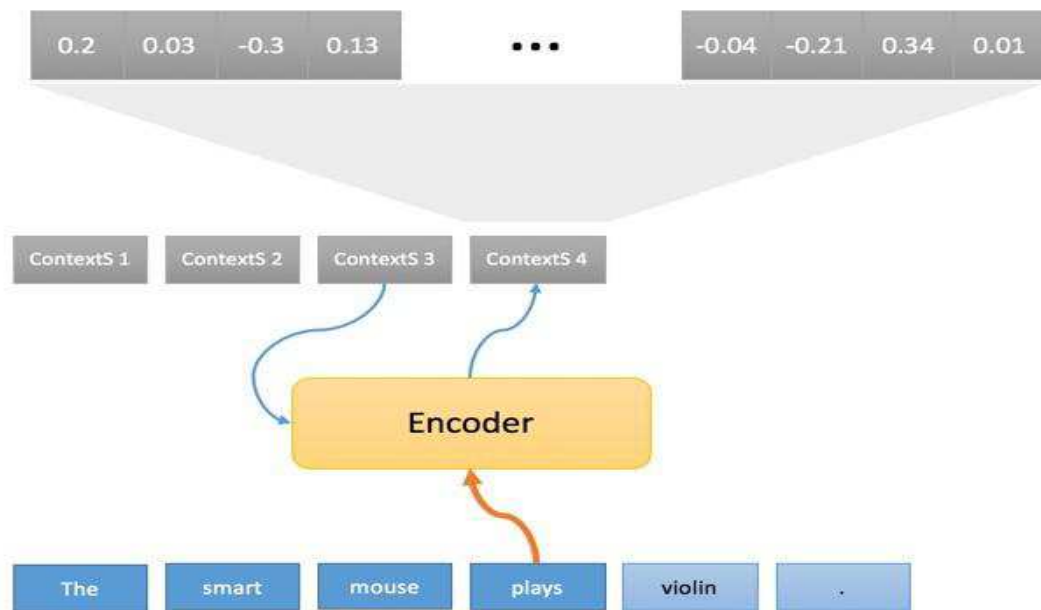 0.2 0.03 -0.3 0.13 ... -0.04 -0.21 0.34 0.01
ContextS 1 ContextS 2 ContextS 3 ContextS 4
Encoder
The smart mouse plays violin .